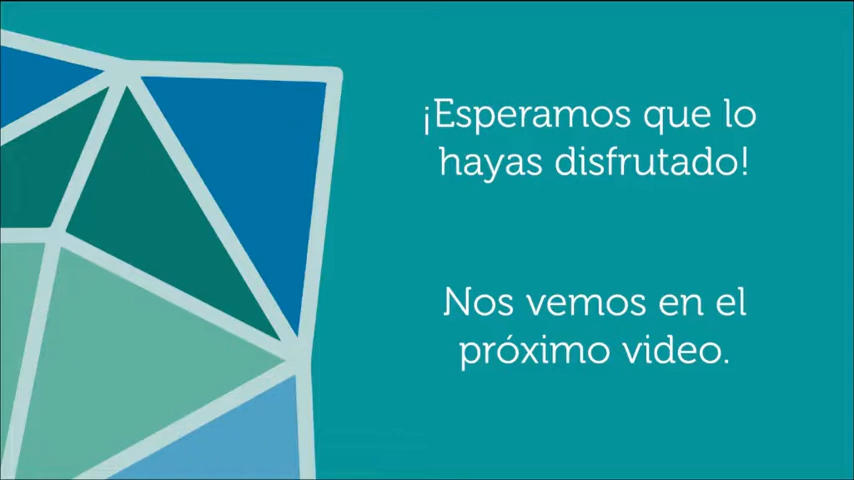 ¡Esperamos que lo
hayas disfrutado!
Nos vemos en el
próximo video.